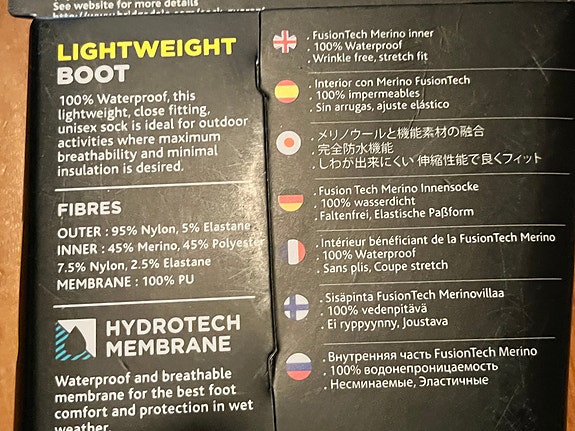 See website for more details
LIGHTWEIGHT
BOOT
100% Waterproof, this
lightweight, close fitting,
unisex sock is ideal for outdoor
activities where maximum
breathability and minimal
insulation is desired.
FIBRES
OUTER : 95% Nylon, 5% Elastane
INNER : 45% Merino, 45% Polyester
7.5% Nylon, 2.5% Elastane
MEMBRANE : 100% PU
HYDROTECH
MEMBRANE
Waterproof and breathable
membrane for the best foot
comfort and protection in wet
weather.
. FusionTech Merino inner
. 100% Waterproof
. Wrinkle free, stretch fit
. Interior con Merino FusionTech
. 100% impermeables
. Sin arrugas, ajuste elástico
. メリノウールと機能素材の融合
. 完全防水機能
. しわが出来にくい 伸縮性能で良くフィット
. Fusion Tech Merino Innensocke
. 100% wasserdicht
. Faltenfrei, Elastische Paßform
. Intérieur bénéficiant de la FusionTech Merino
. 100% Waterproof
. Sans plis, Coupe stretch
. Sisäpinta FusionTech Merinovillaa
. 100% vedenpitävä
. Ei ryppyynny, Joustava
. Внутренняя часть FusionTech Merino
. 100% водонепроницаемость
. Несминаемые, Эластичные